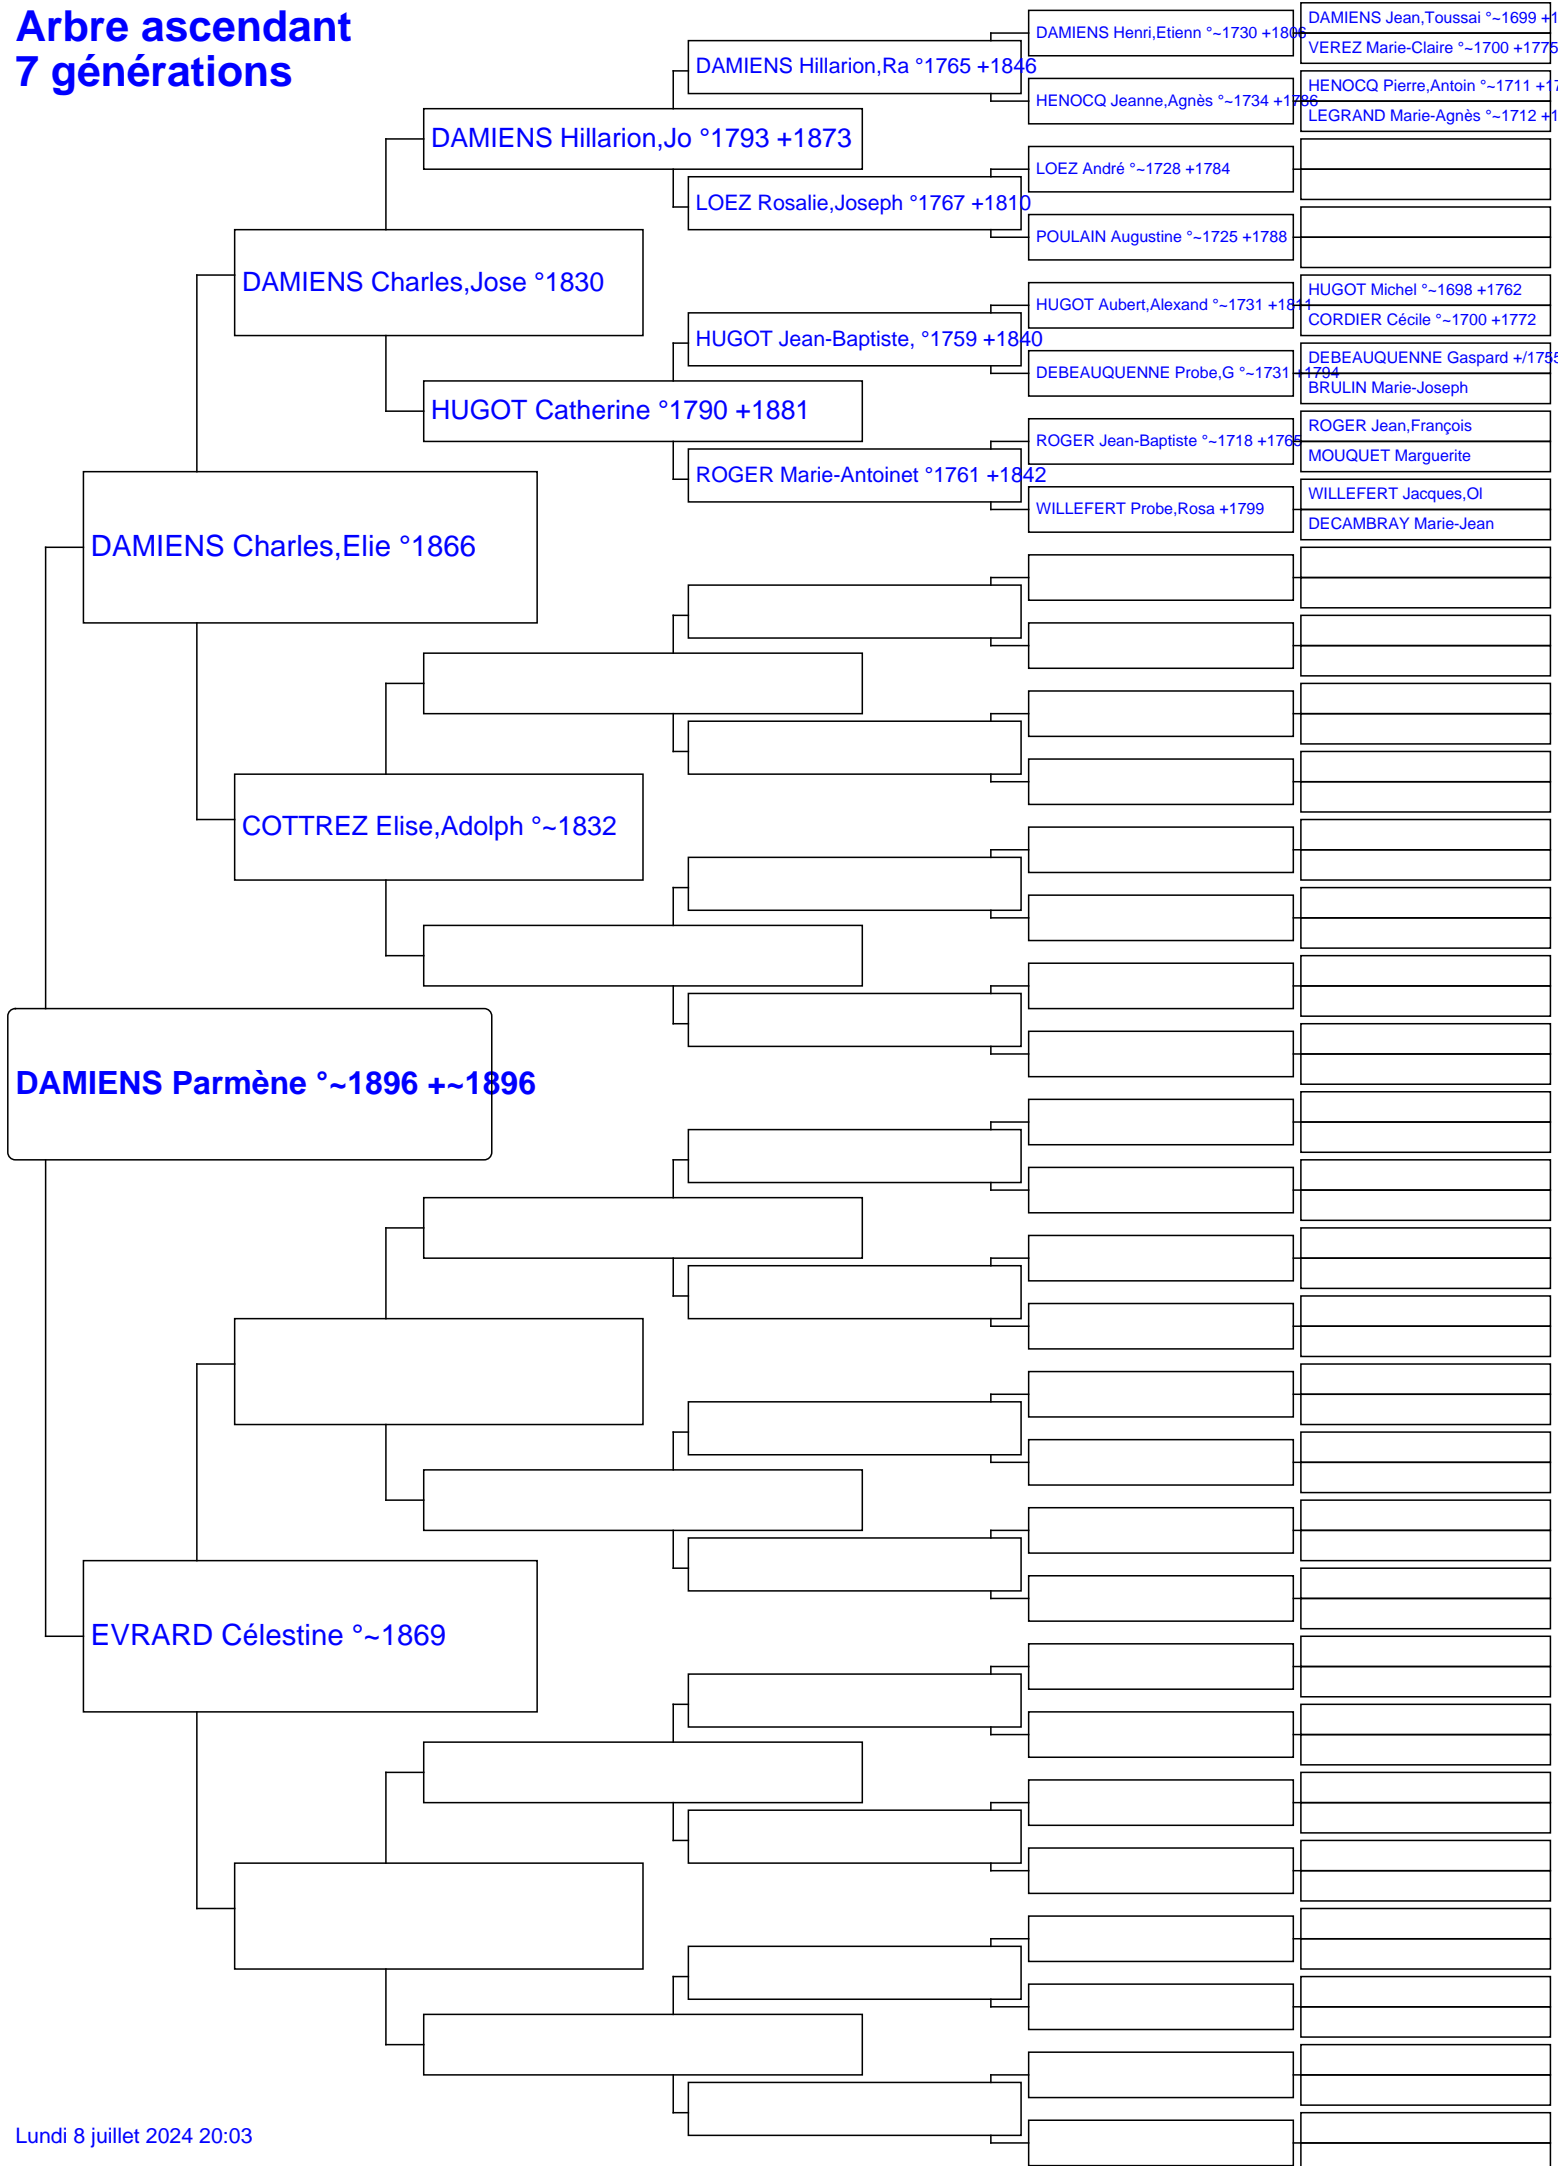 Arbre ascendant
7 générations
DAMIENS Jean,Toussai °~1699 +1
DAMIENS Henri,Etienn °~1730 +1806
VEREZ Marie-Claire °~1700 +1775
DAMIENS Hillarion,Ra °1765 +1846
HENOCQ Pierre,Antoin °~1711 +17
HENOCQ Jeanne,Agnès °~1734 +1786
LEGRAND Marie-Agnès °~1712 +1
DAMIENS Hillarion,Jo °1793 +1873
LOEZ André °~1728 +1784
LOEZ Rosalie,Joseph °1767 +1810
POULAIN Augustine °~1725 +1788
DAMIENS Charles,Jose °1830
HUGOT Michel °~1698 +1762
HUGOT Aubert,Alexand °~1731 +1811
CORDIER Cécile °~1700 +1772
HUGOT Jean-Baptiste, °1759 +1840
DEBEAUQUENNE Gaspard +/1755
DEBEAUQUENNE Probe,G °~1731 +1794
BRULIN Marie-Joseph
HUGOT Catherine °1790 +1881
ROGER Jean,François
ROGER Jean-Baptiste °~1718 +1765
MOUQUET Marguerite
ROGER Marie-Antoinet °1761 +1842
WILLEFERT Jacques,Ol
WILLEFERT Probe,Rosa +1799
DECAMBRAY Marie-Jean
DAMIENS Charles,Elie °1866
COTTREZ Elise,Adolph °~1832
DAMIENS Parmène °~1896 +~1896
EVRARD Célestine °~1869
Lundi 8 juillet 2024 20:03